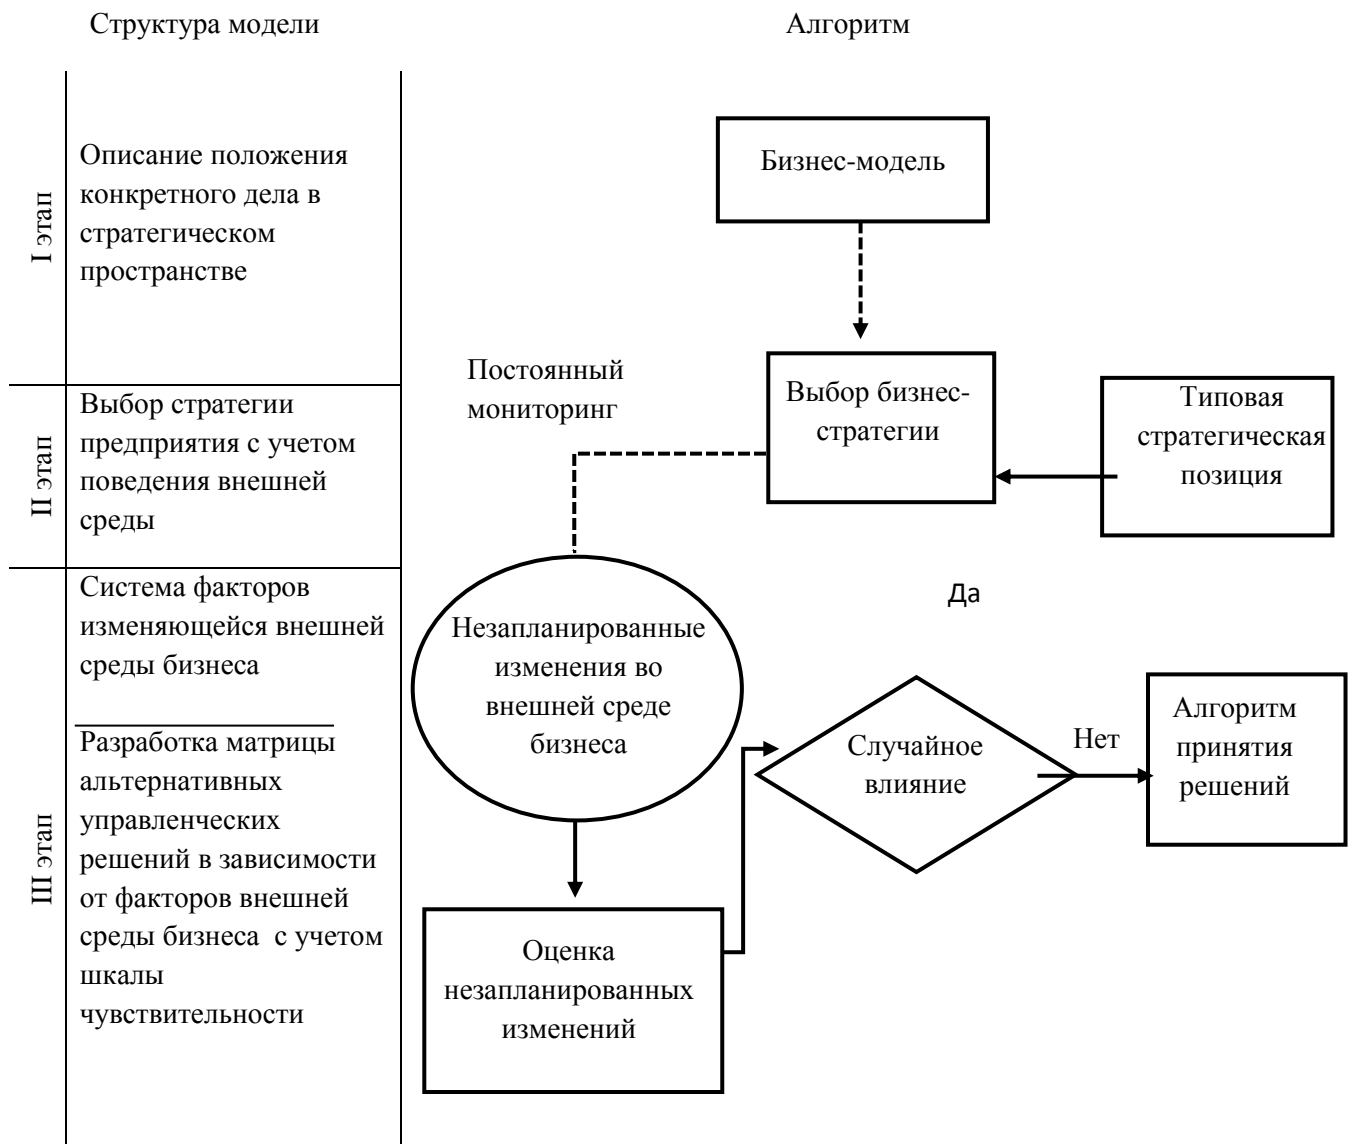 Структура модели
Алгоритм
I этап
Описание положения
конкретного дела в
стратегическом
пространстве
II этап
Выбор стратегии
предприятия с учетом
поведения внешней
среды
III этап
Система факторов
изменяющейся внешней
среды бизнеса
Разработка матрицы
альтернативных
управленческих
решений в зависимости
от факторов внешней
среды бизнеса с учетом
шкалы
чувствительности
Бизнес-модель
Постоянный
мониторинг
Выбор бизнес-
стратегии
Типовая
стратегическая
позиция
Незапланированные
изменения во
внешней среде
бизнеса
Да
Случайное
влияние
Нет
Алгоритм
принятия
решений
Оценка
незапланированных
изменений